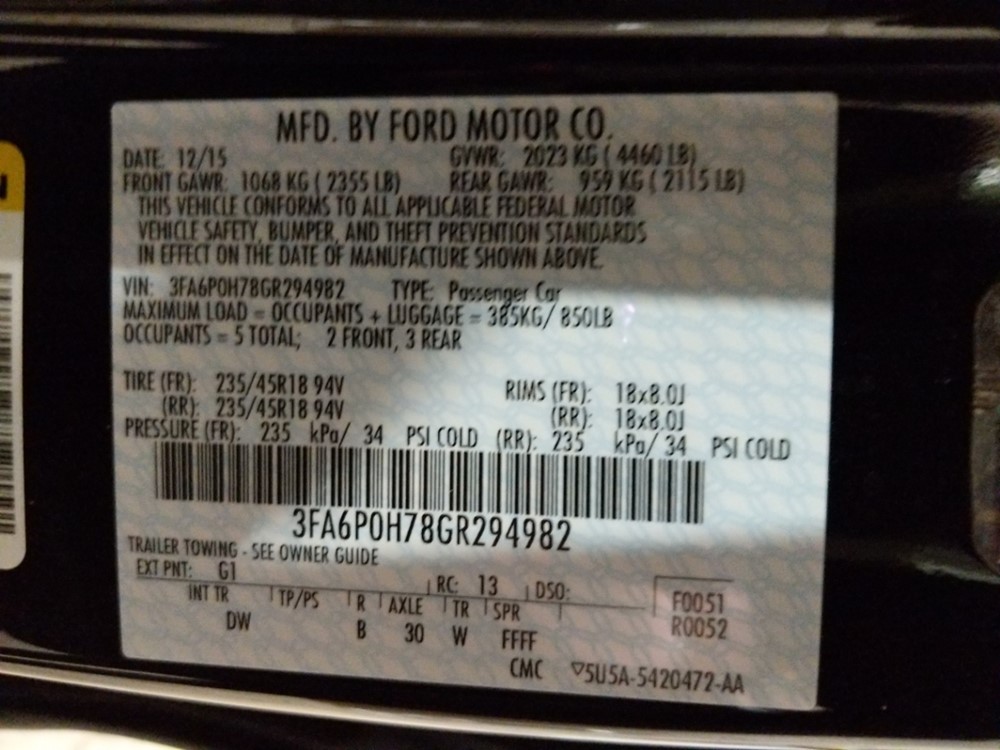 MFD. BY FORD MOTOR CO.
DATE: 12/15 GVWR: 2023 KG ( 4460 LB)
FRONT GAWR: 1068 KG ( 2355 LB) REAR GAWR: 959 KG ( 2115 LB)
THIS VEHICLE CONFORMS TO ALL APPLICABLE FEDERAL MOTOR
VEHICLE SAFETY, BUMPER, AND THEFT PREVENTION STANDARDS
IN EFFECT ON THE DATE OF MANUFACTURE SHOWN ABOVE.
VIN: 3FA6P0H78GR294982 TYPE: Passenger Car
MAXIMUM LOAD = OCCUPANTS + LUGGAGE = 385KG/ 850LB
OCCUPANTS = 5 TOTAL; 2 FRONT, 3 REAR
TIRE (FR): 235/45R18 94V RIMS (FR): 18x8.0J
(RR): 235/45R18 94V (RR): 18x8.0J
PRESSURE (FR): 235 kPa/ 34 PSI COLD (RR): 235 kPa/ 34 PSI COLD
3FA6P0H78GR294982
TRAILER TOWING - SEE OWNER GUIDE
EXT PNT: G1 RC: 13 DSO:
INT TR TP/PS R AXLE TR SPR F0051
DW B 30 W FFFF R0052
CMC ▽5U5A-5420472-AA